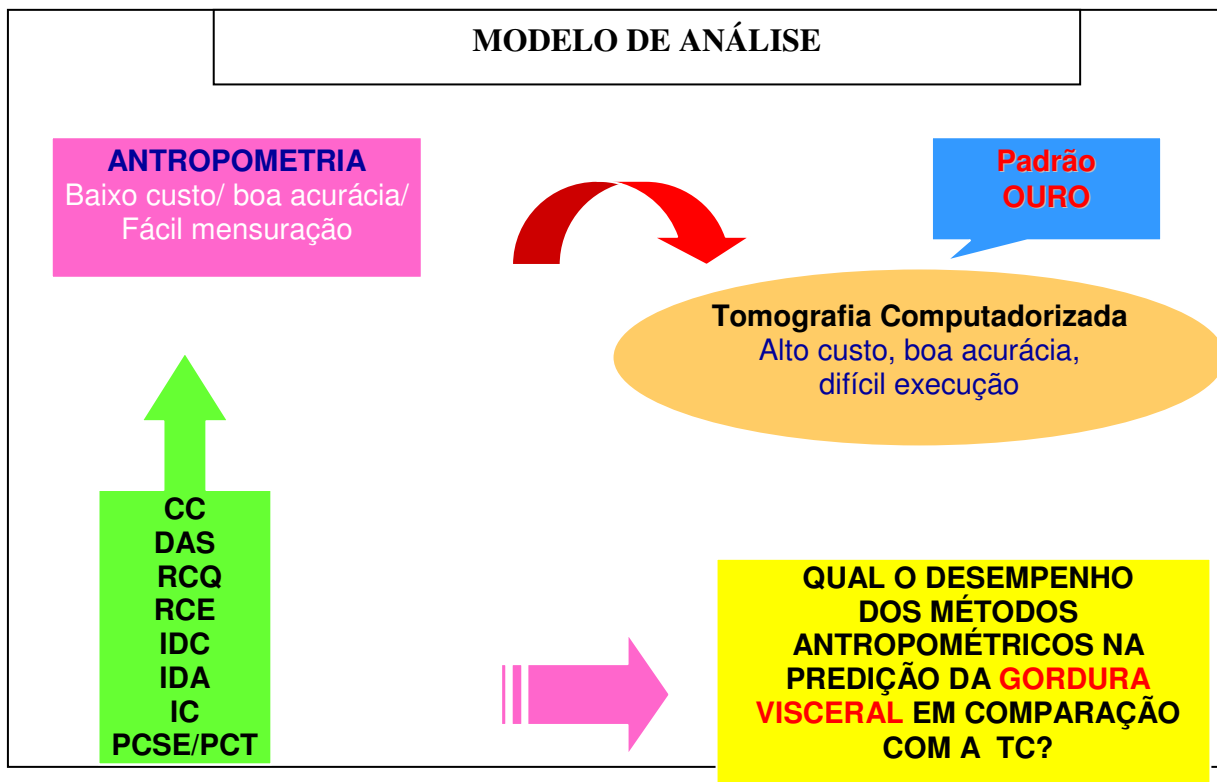 MODELO DE ANÁLISE
ANTROPOMETRIA
Baixo custo/ boa acurácia/
Fácil mensuração
Padrão
OURO
Tomografia Computadorizada
Alto custo, boa acurácia,
difícil execução
CC
DAS
RCQ
RCE
IDC
IDA
IC
PCSE/PCT
QUAL O DESEMPENHO
DOS MÉTODOS
ANTROPOMÉTRICOS NA
PREDIÇÃO DA GORDURA
VISCERAL EM COMPARAÇÃO
COM A TC?